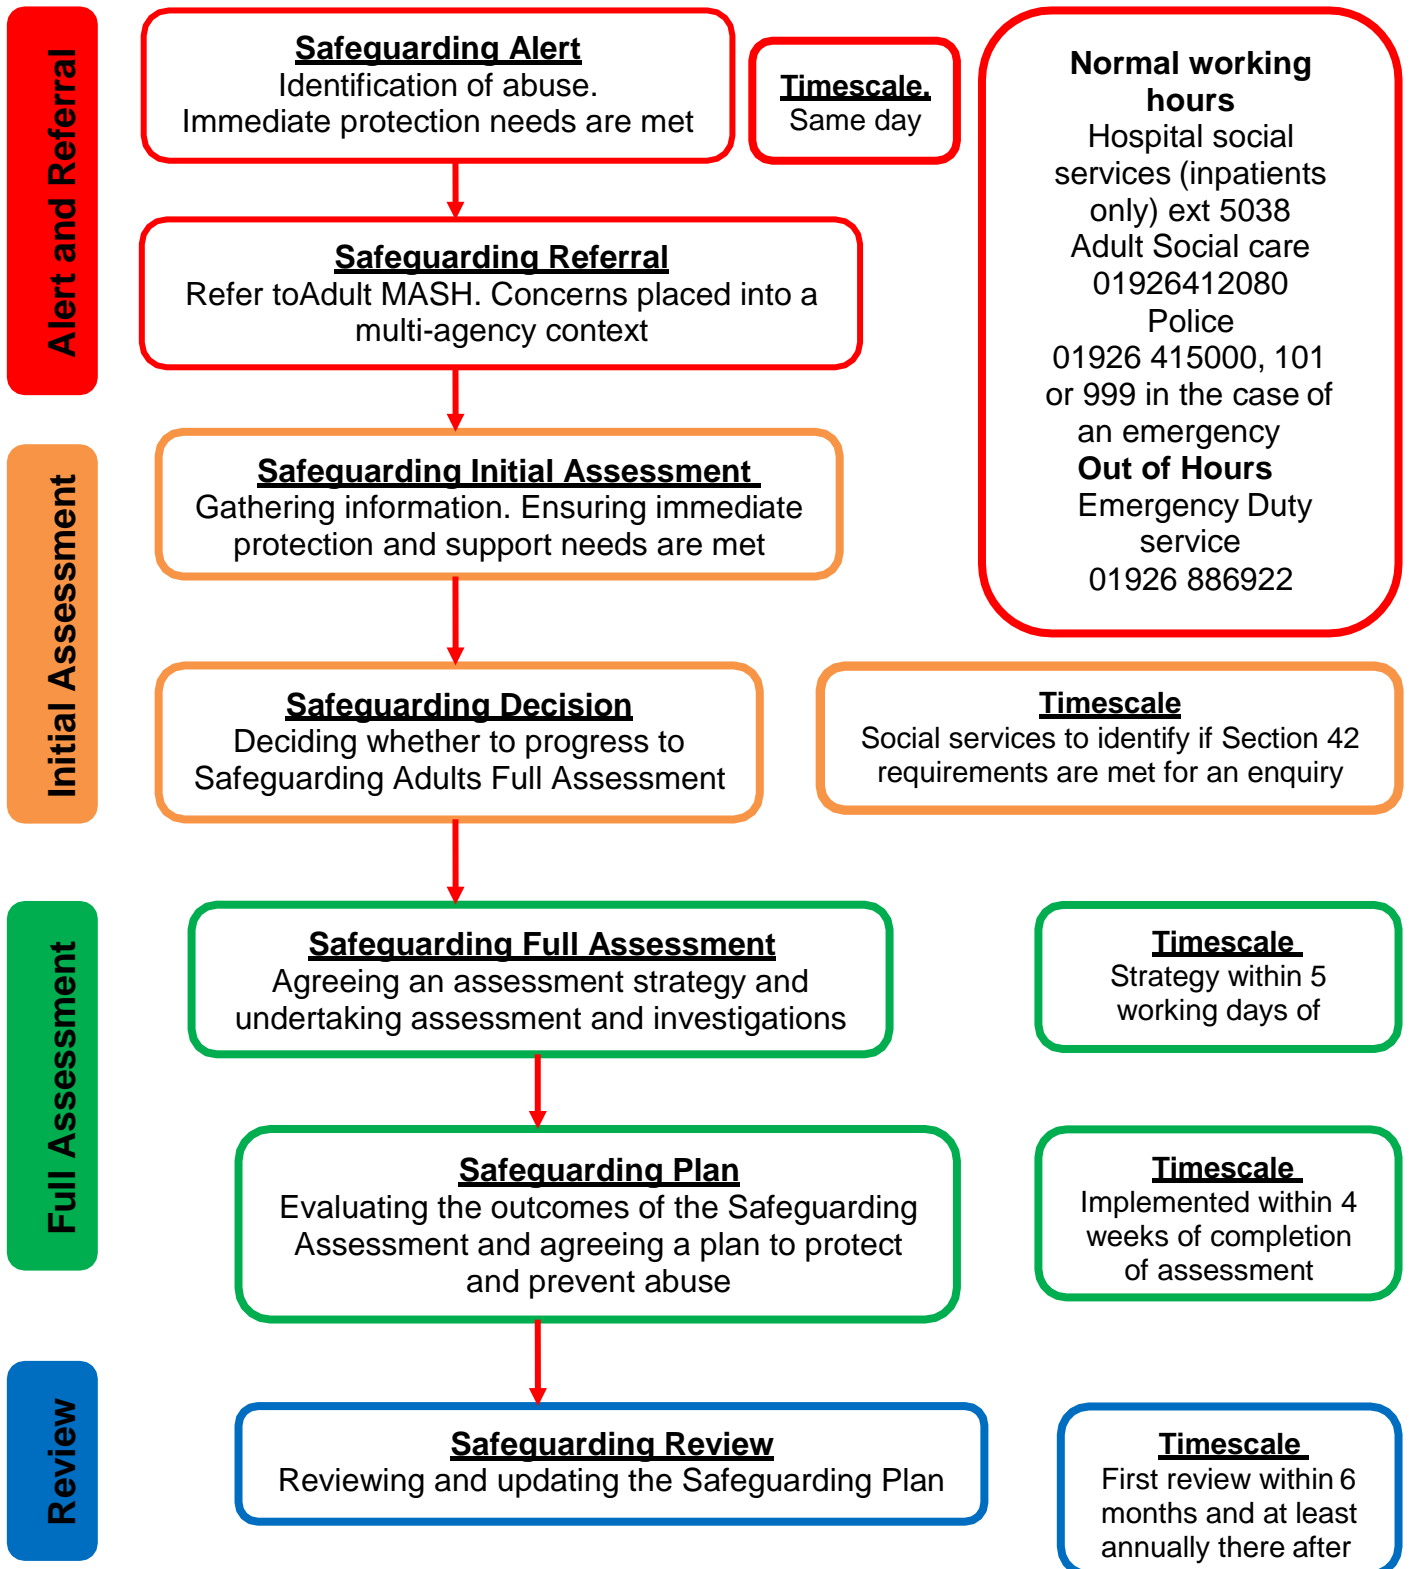 Alert and Referral
Safeguarding Alert
Identification of abuse.
Immediate protection needs are met
Timescale.
Same day
Normal working
hours
Hospital social
services (inpatients
only) ext 5038
Adult Social care
01926412080
Police
01926 415000, 101
or 999 in the case of
an emergency
Out of Hours
Emergency Duty
service
01926 886922
Safeguarding Referral
Refer toAdult MASH. Concerns placed into a
multi-agency context
Initial Assessment
Safeguarding Initial Assessment
Gathering information. Ensuring immediate
protection and support needs are met
Safeguarding Decision
Deciding whether to progress to
Safeguarding Adults Full Assessment
Timescale
Social services to identify if Section 42
requirements are met for an enquiry
Full Assessment
Safeguarding Full Assessment
Agreeing an assessment strategy and
undertaking assessment and investigations
Timescale
Strategy within 5
working days of
Safeguarding Plan
Evaluating the outcomes of the Safeguarding
Assessment and agreeing a plan to protect
and prevent abuse
Timescale
Implemented within 4
weeks of completion
of assessment
Review
Safeguarding Review
Reviewing and updating the Safeguarding Plan
Timescale
First review within 6
months and at least
annually there after